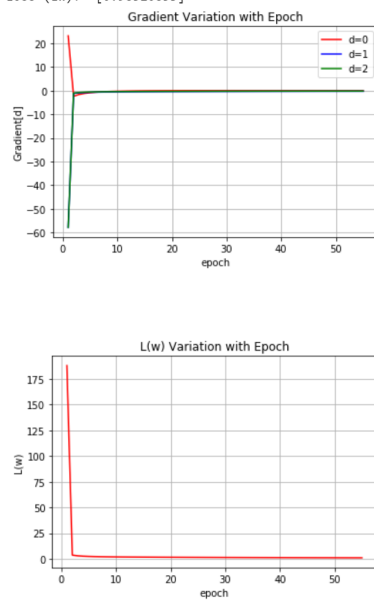 Gradient Variation with Epoch
d=0
d=1
d=2
20
10
0
−10
−20
−30
−40
−50
−60
Gradient[d]
0 10 20 30 40 50
epoch
L(w) Variation with Epoch
175
150
125
100
75
50
25
0
L(w)
0 10 20 30 40 50
epoch